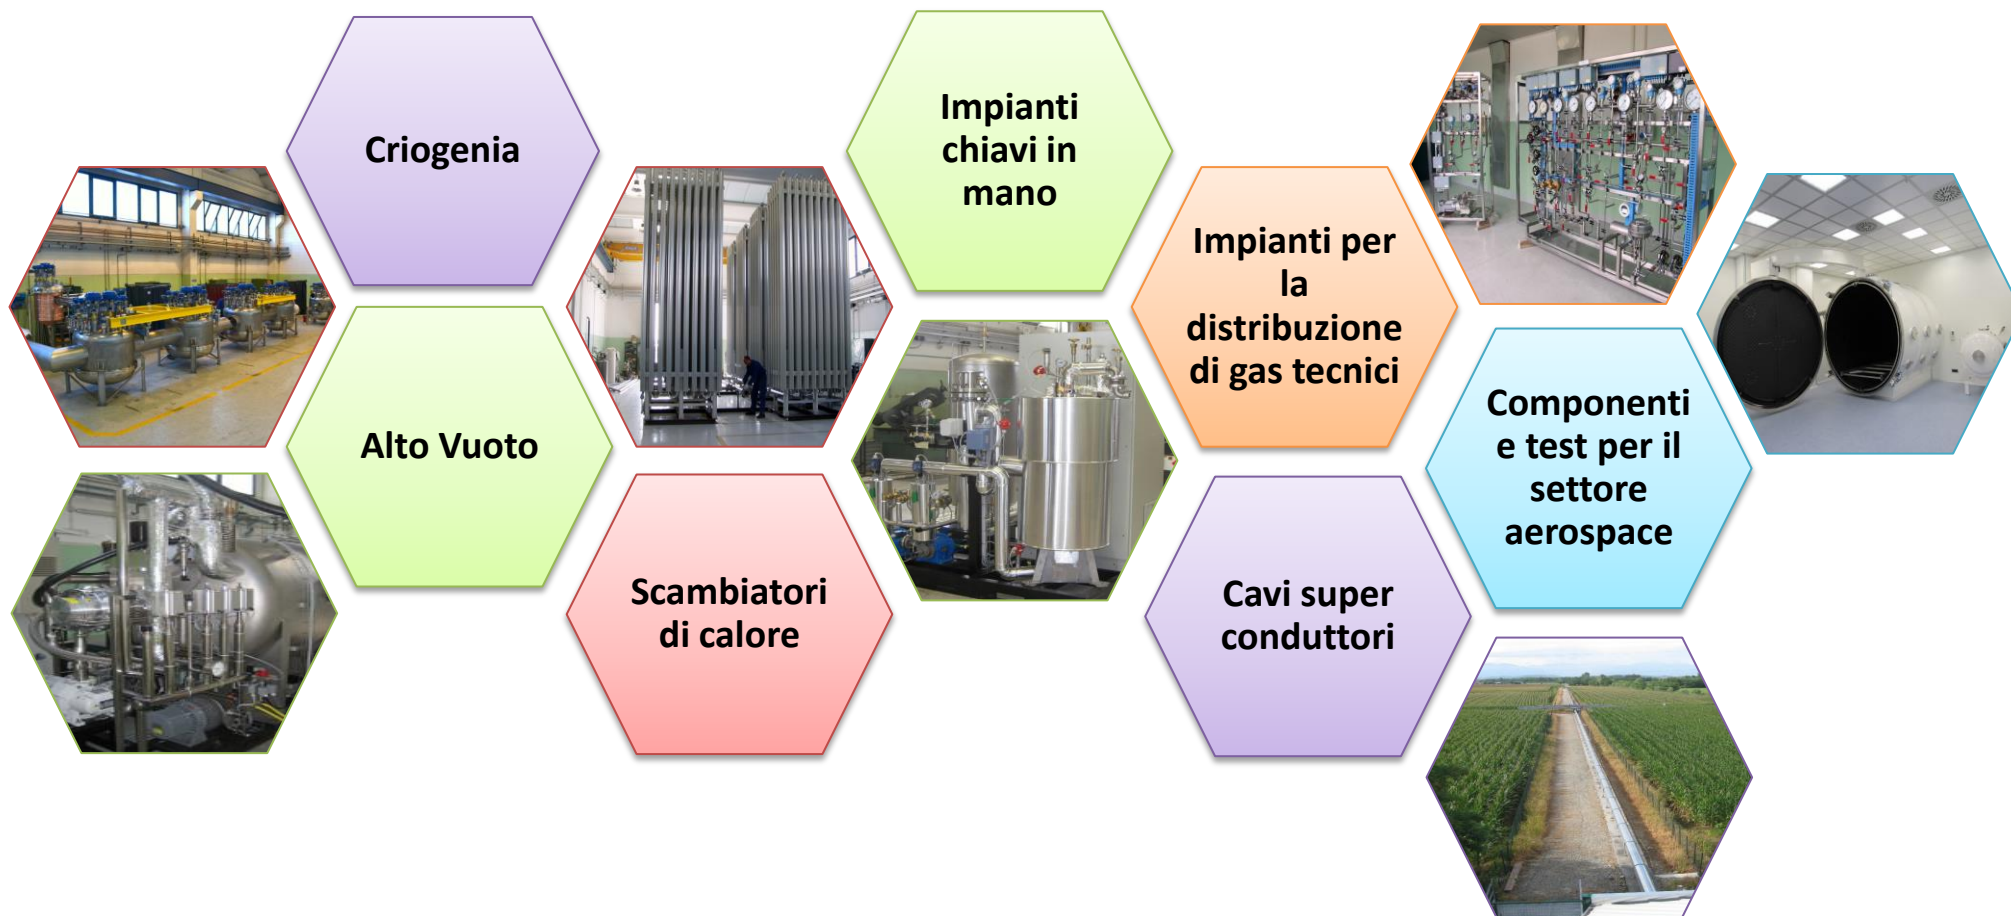 Criogenia
Alto Vuoto
Scambiatori
di calore
Impianti
chiavi in
mano
Impianti per
la
distribuzione
di gas tecnici
Cavi super
conduttori
Componenti
e test per il
settore
aerospace